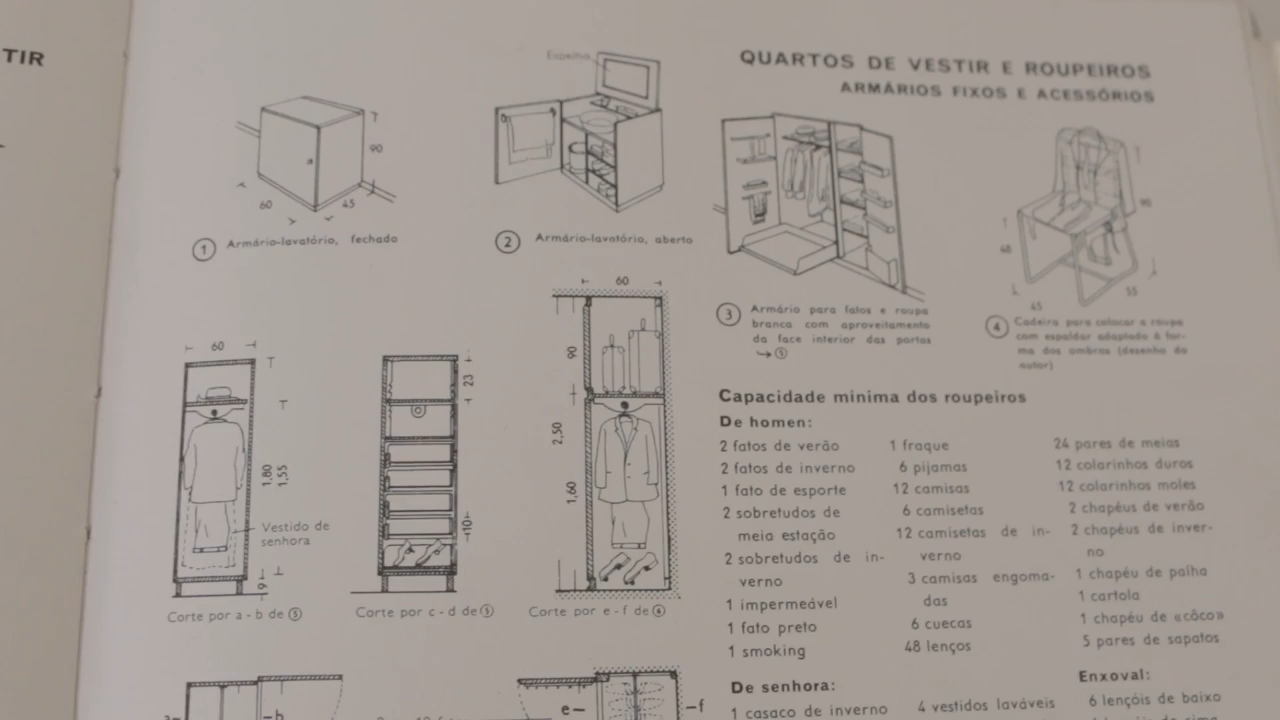 TIR
QUARTOS DE VESTIR E ROUPEIROS
ARMÁRIOS FIXOS E ACESSÓRIOS
Espelho
90
60
45
1 Armário-lavatório, fechado
2 Armário-lavatório, aberto
3 Armário para fatos e roupa
branca com aproveitamento
da face interior das portas
→ 5
48
90
45
55
4 Cadeira para colocar a roupa
com espaldar adaptado à for-
ma dos ombros (desenho do
autor)
60
1,80
1,55
9
Vestido de
senhora
Corte por a - b de 5
23
10
Corte por c - d de 5
60
90
2,50
1,60
Corte por e - f de 6
Capacidade minima dos roupeiros
De homen:
2 fatos de verão
2 fatos de inverno
1 fato de esporte
2 sobretudos de
meia estação
2 sobretudos de in-
verno
1 impermeável
1 fato preto
1 smoking
1 fraque
6 pijamas
12 camisas
6 camisetas
12 camisetas de in-
verno
3 camisas engoma-
das
6 cuecas
48 lenços
24 pares de meias
12 colarinhos duros
12 colarinhos moles
2 chapéus de verão
2 chapéus de inver-
no
1 chapéu de palha
1 cartola
1 chapéu de «côco»
5 pares de sapatos
De senhora:
1 casaco de inverno
4 vestidos laváveis
Enxoval:
6 lençóis de baixo
b
e
f